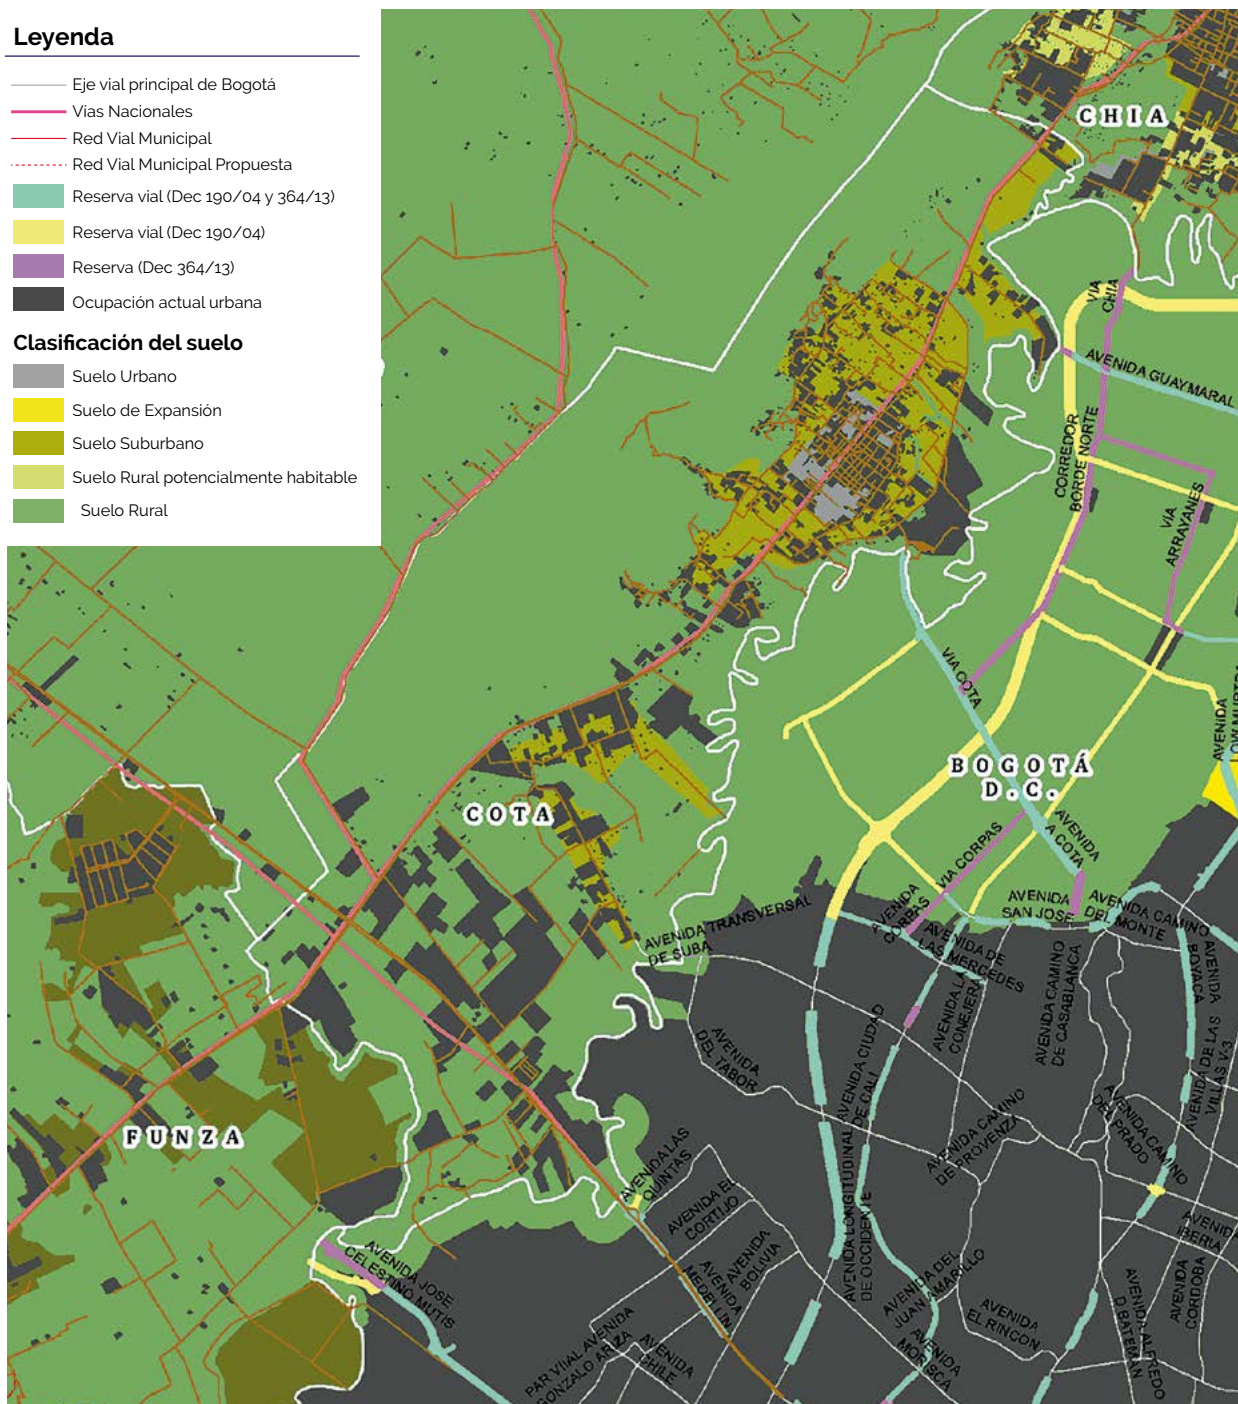 Leyenda
Eje vial principal de Bogotá
Vías Nacionales
Red Vial Municipal
Red Vial Municipal Propuesta
Reserva vial (Dec 190/04 y 364/13)
Reserva vial (Dec 190/04)
Reserva (Dec 364/13)
Ocupación actual urbana
Clasificación del suelo
Suelo Urbano
Suelo de Expansión
Suelo Suburbano
Suelo Rural potencialmente habitable
Suelo Rural
CHIA
VIA
CHIA
AVENIDA GUAYMARAL
CORREDOR
BORDE NORTE
VIA
ARRAYANES
VIA COTA
AVENIDA
BOGOTÁ
D.C.
COTA
AVENIDA
A COTA
VIA CORPAS
AVENIDA
CORPAS
AVENIDA
SAN JOSE
AVENIDA CAMINO
DEL MONTE
AVENIDA TRANSVERSAL
DE SUBA
AVENIDA DE
LAS MERCEDES
AVENIDA LA
CONEJERA
AVENIDA CAMINO
DE CASABLANCA
AVENIDA
BOYACA
AVENIDA DE LAS
VILLAS V-3
AVENIDA
DEL TABOR
AVENIDA CIUDAD
DE CALI
AVENIDA CAMINO
DE PROVENZA
AVENIDA CAMINO
DEL PRADO
FUNZA
AVENIDA LAS
QUINTAS
AVENIDA EL
CORTIJO
AVENIDA
BOLIVIA
AVENIDA
MEDELLIN
AVENIDA LONGITUDINAL
DE OCCIDENTE
AVENIDA
IBERIA
AVENIDA JOSE
CELESTINO MUTIS
AVENIDA DEL
JUAN AMARILLO
AVENIDA
EL RINCON
AVENIDA
CORDOBA
AVENIDA ALFREDO
D BATEMAN
PAR VIIAL AVENIDA
GONZALO ARIZA
AVENIDA
CHILE
AVENIDA
MORISCA